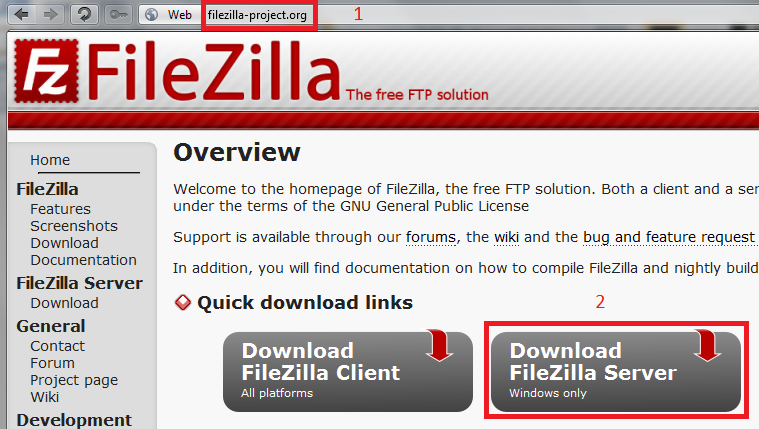 Web filezilla-project.org 1
FZ FileZilla The free FTP solution
Home
FileZilla
Features
Screenshots
Download
Documentation
FileZilla Server
Download
General
Contact
Forum
Project page
Wiki
Development
Overview
Welcome to the homepage of FileZilla, the free FTP solution. Both a client and a ser
under the terms of the GNU General Public License
Support is available through our forums, the wiki and the bug and feature request
In addition, you will find documentation on how to compile FileZilla and nightly build
2
Quick download links
Download
FileZilla Client
All platforms
Download
FileZilla Server
Windows only